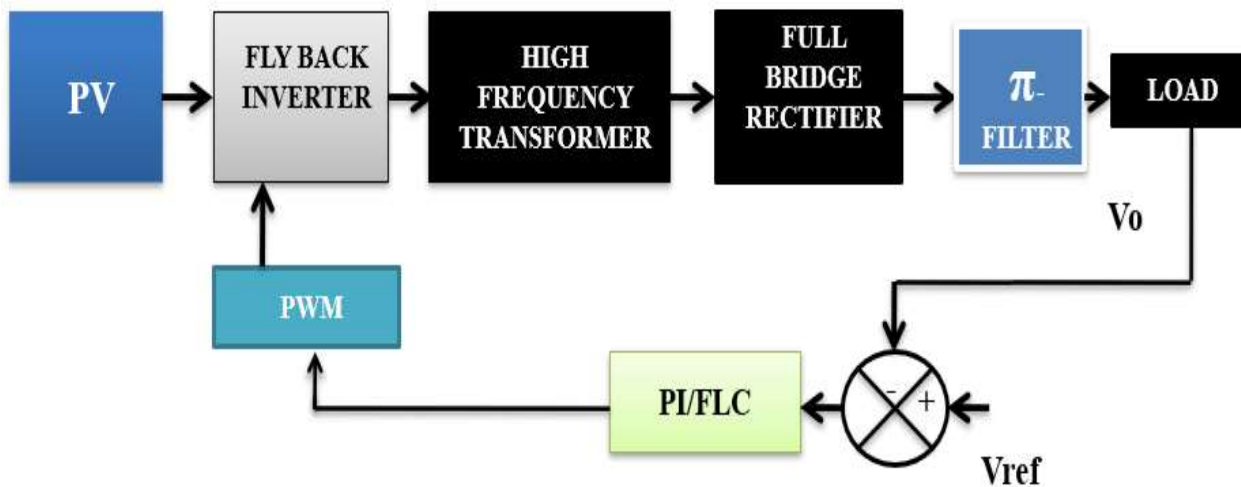 PV
FLY BACK
INVERTER
HIGH
FREQUENCY
TRANSFORMER
FULL
BRIDGE
RECTIFIER
π-
FILTER
LOAD
Vo
PWM
PI/FLC
- +
Vref